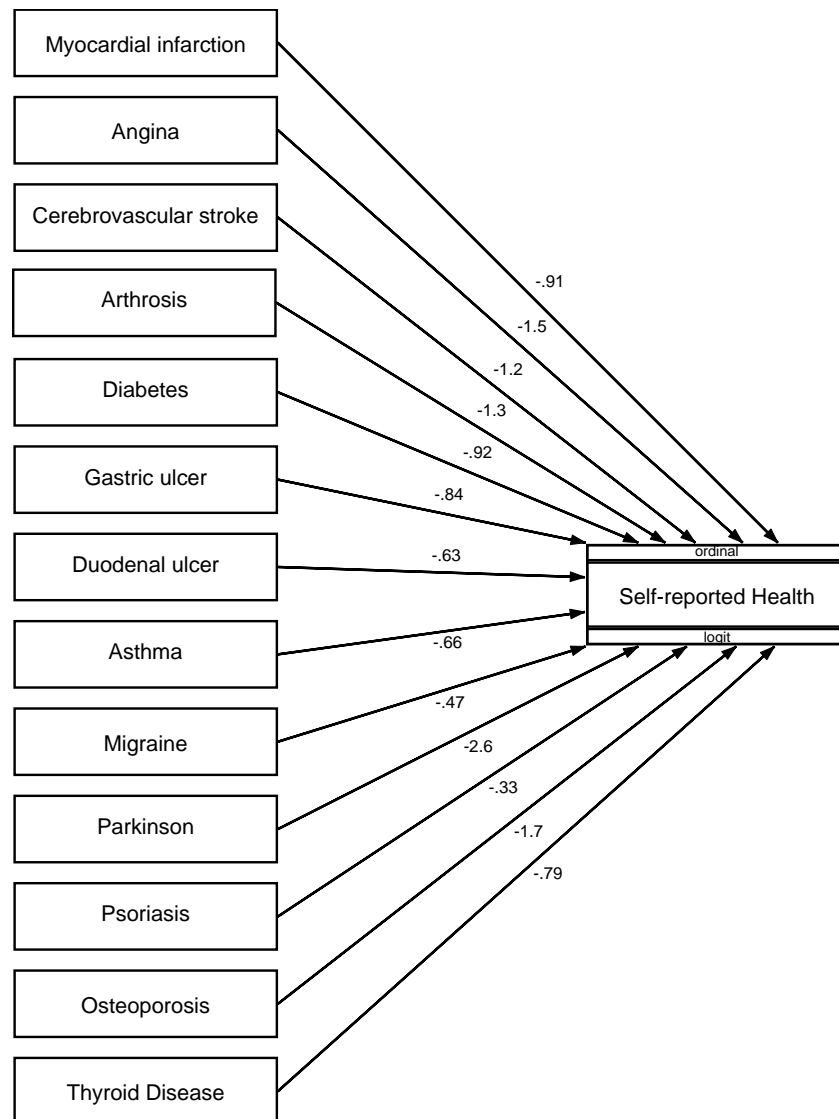 Myocardial infarction
Angina
Cerebrovascular stroke
Arthrosis
Diabetes
Gastric ulcer
Duodenal ulcer
Asthma
Migraine
Parkinson
Psoriasis
Osteoporosis
Thyroid Disease
-.91
-1.5
-1.2
-1.3
-.92
-.84
-.63
-.66
-.47
-2.6
-.33
-1.7
-.79
ordinal
Self-reported Health
logit